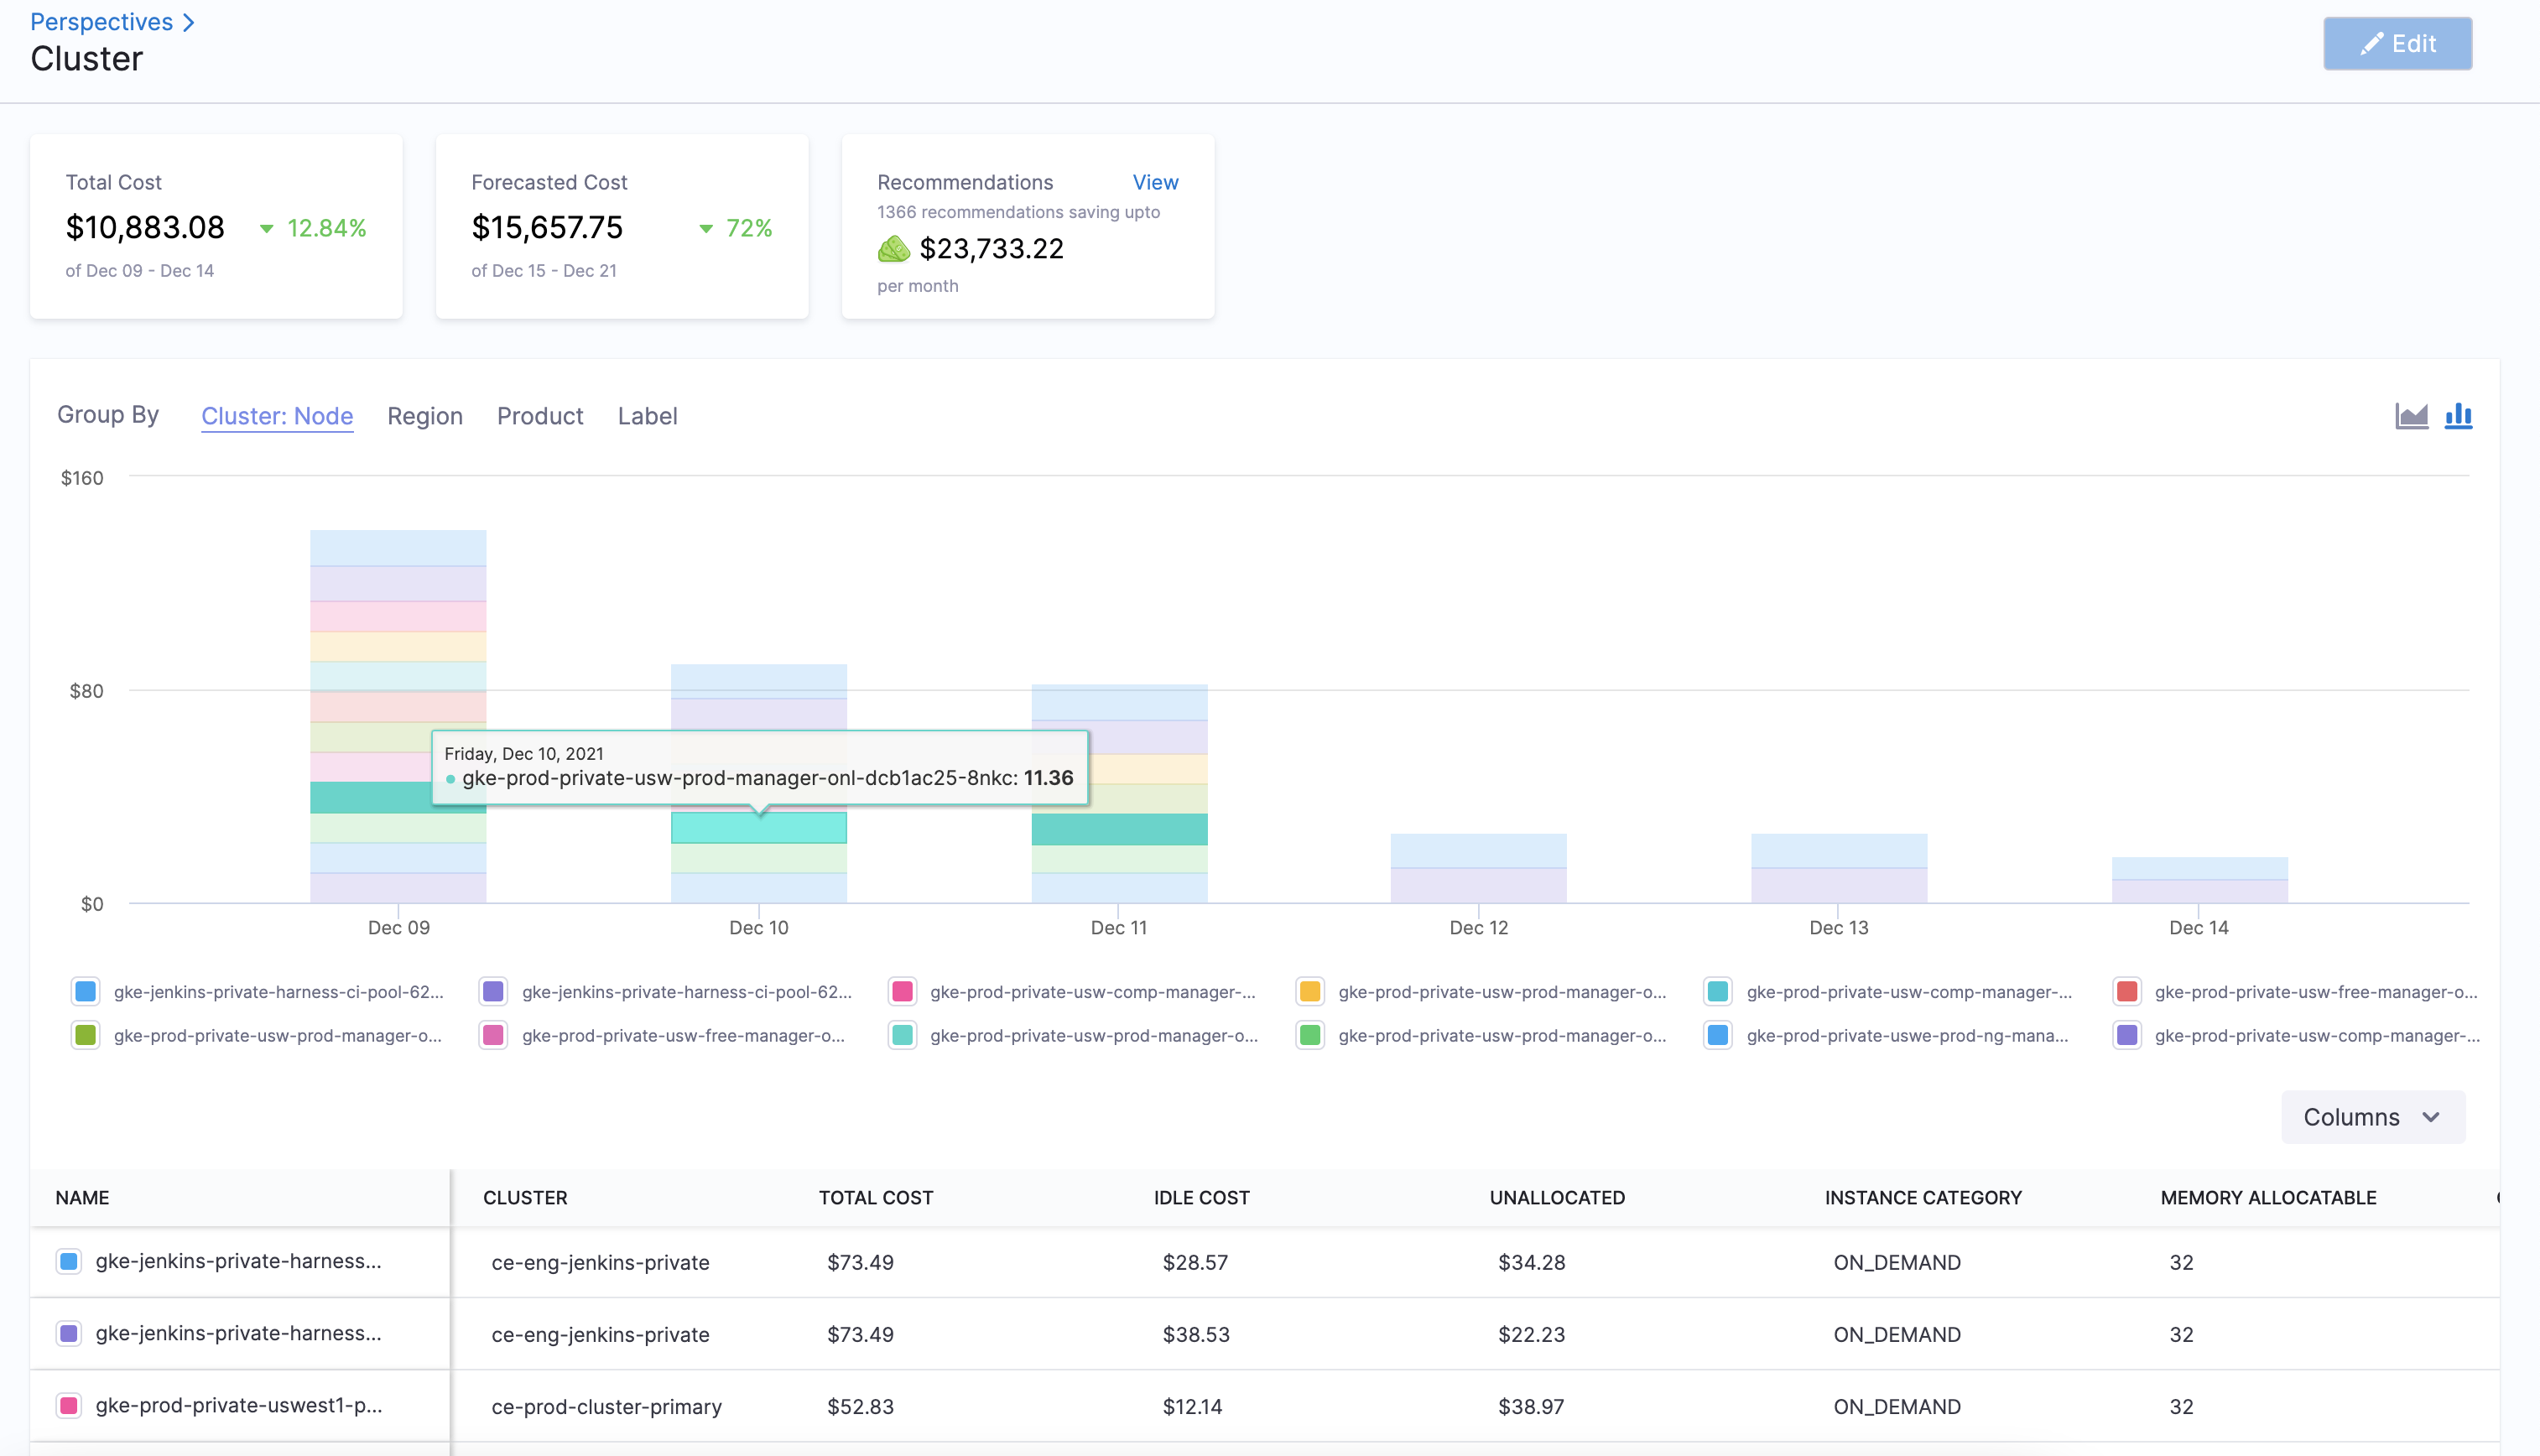 Perspectives
Cluster
Edit
Total Cost
$10,883.08 12.84%
of Dec 09 - Dec 14
Forecasted Cost
$15,657.75 72%
of Dec 15 - Dec 21
Recommendations View
1366 recommendations saving upto
$23,733.22
per month
Group By Cluster: Node Region Product Label
$160
$80
$0
Friday, Dec 10, 2021
gke-prod-private-usw-prod-manager-onl-dcb1ac25-8nkc: 11.36
Dec 09 Dec 10 Dec 11 Dec 12 Dec 13 Dec 14
gke-jenkins-private-harness-ci-pool-62... gke-jenkins-private-harness-ci-pool-62... gke-prod-private-usw-comp-manager-... gke-prod-private-usw-prod-manager-o... gke-prod-private-usw-comp-manager-... gke-prod-private-usw-free-manager-o...
gke-prod-private-usw-prod-manager-o... gke-prod-private-usw-free-manager-o... gke-prod-private-usw-prod-manager-o... gke-prod-private-usw-prod-manager-o... gke-prod-private-uswe-prod-ng-mana... gke-prod-private-usw-comp-manager-...
Columns
NAME CLUSTER TOTAL COST IDLE COST UNALLOCATED INSTANCE CATEGORY MEMORY ALLOCATABLE
gke-jenkins-private-harness... ce-eng-jenkins-private $73.49 $28.57 $34.28 ON_DEMAND 32
gke-jenkins-private-harness... ce-eng-jenkins-private $73.49 $38.53 $22.23 ON_DEMAND 32
gke-prod-private-uswest1-p... ce-prod-cluster-primary $52.83 $12.14 $38.97 ON_DEMAND 32